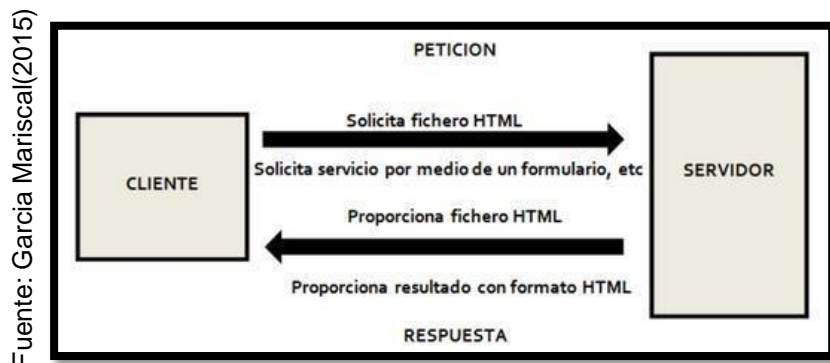 Fuente: Garcia Mariscal(2015)
PETICION
Solicita fichero HTML
CLIENTE
Solicita servicio por medio de un formulario, etc
SERVIDOR
Proporciona fichero HTML
Proporciona resultado con formato HTML
RESPUESTA